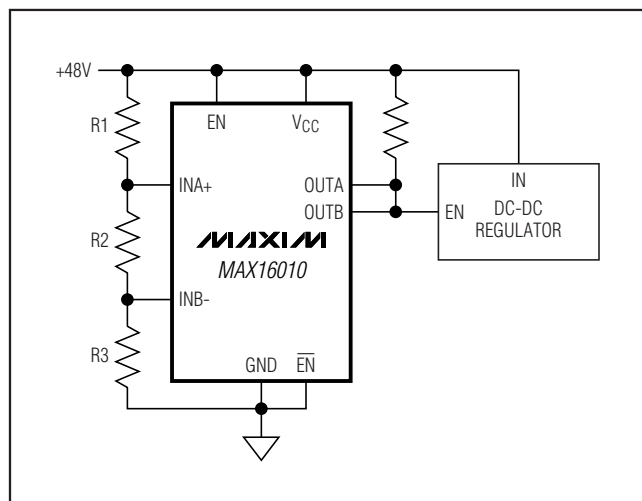 +48V
R1
EN
VCC
INA+
OUTA
IN
OUTB
EN
DC-DC
REGULATOR
R2
MAXIM
MAX16010
INB-
R3
GND
EN